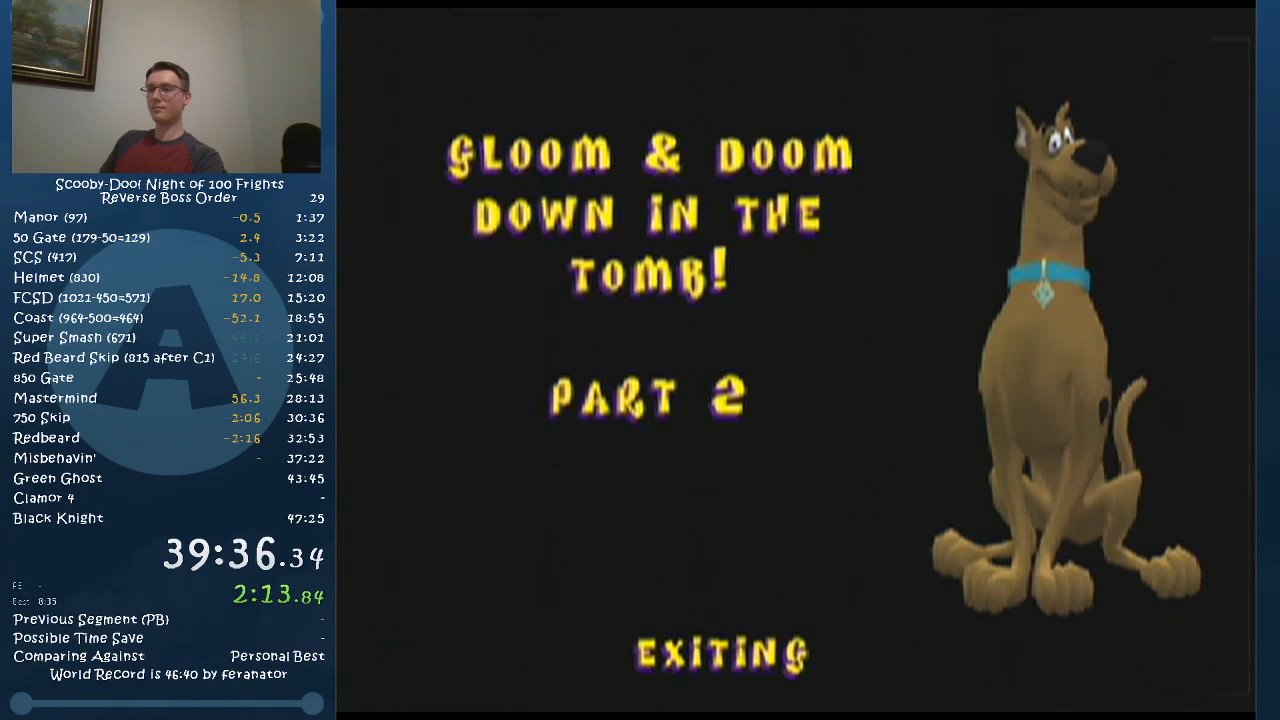 Scooby-Doo! Night of 100 Frights
Reverse Boss Order 29
Manor (97) -0.5 1:37
50 Gate (179-50=129) 2.4 3:22
SCS (417) -5.3 7:11
Helmet (830) -14.8 12:08
FCSD (1021-450=571) 17.0 15:20
Coast (964-500=464) -52.1 18:55
Super Smash (671) 21:01
Red Beard Skip (815 after C1) 24:27
850 Gate - 25:48
Mastermind 56.3 28:13
750 Skip -2:06 30:36
Redbeard -2:16 32:53
Misbehavin' - 37:22
Green Ghost 43:45
Clamor 4 -
Black Knight 47:25
39:36.34
2:13.84
Best 8:35
Previous Segment (PB) -
Possible Time Save -
Comparing Against Personal Best
World Record is 46:40 by feranator
GLOOM & DOOM
DOWN IN THE
TOMB!
PART 2
EXITING